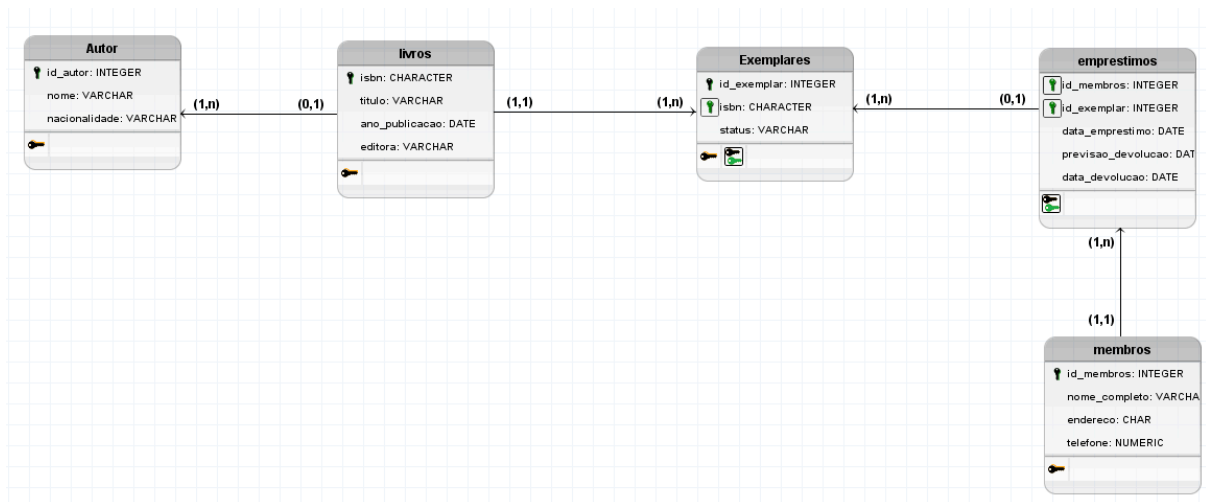 Autor
id_autor: INTEGER
nome: VARCHAR
nacionalidade: VARCHAR
(1,n)
(0,1)
livros
isbn: CHARACTER
titulo: VARCHAR
ano_publicacao: DATE
editora: VARCHAR
(1,1)
(1,n)
Exemplares
id_exemplar: INTEGER
isbn: CHARACTER
status: VARCHAR
(1,n)
(0,1)
emprestimos
id_membros: INTEGER
id_exemplar: INTEGER
data_emprestimo: DATE
previsao_devolucao: DAT
data_devolucao: DATE
(1,n)
(1,1)
membros
id_membros: INTEGER
nome_completo: VARCHA
endereco: CHAR
telefone: NUMERIC